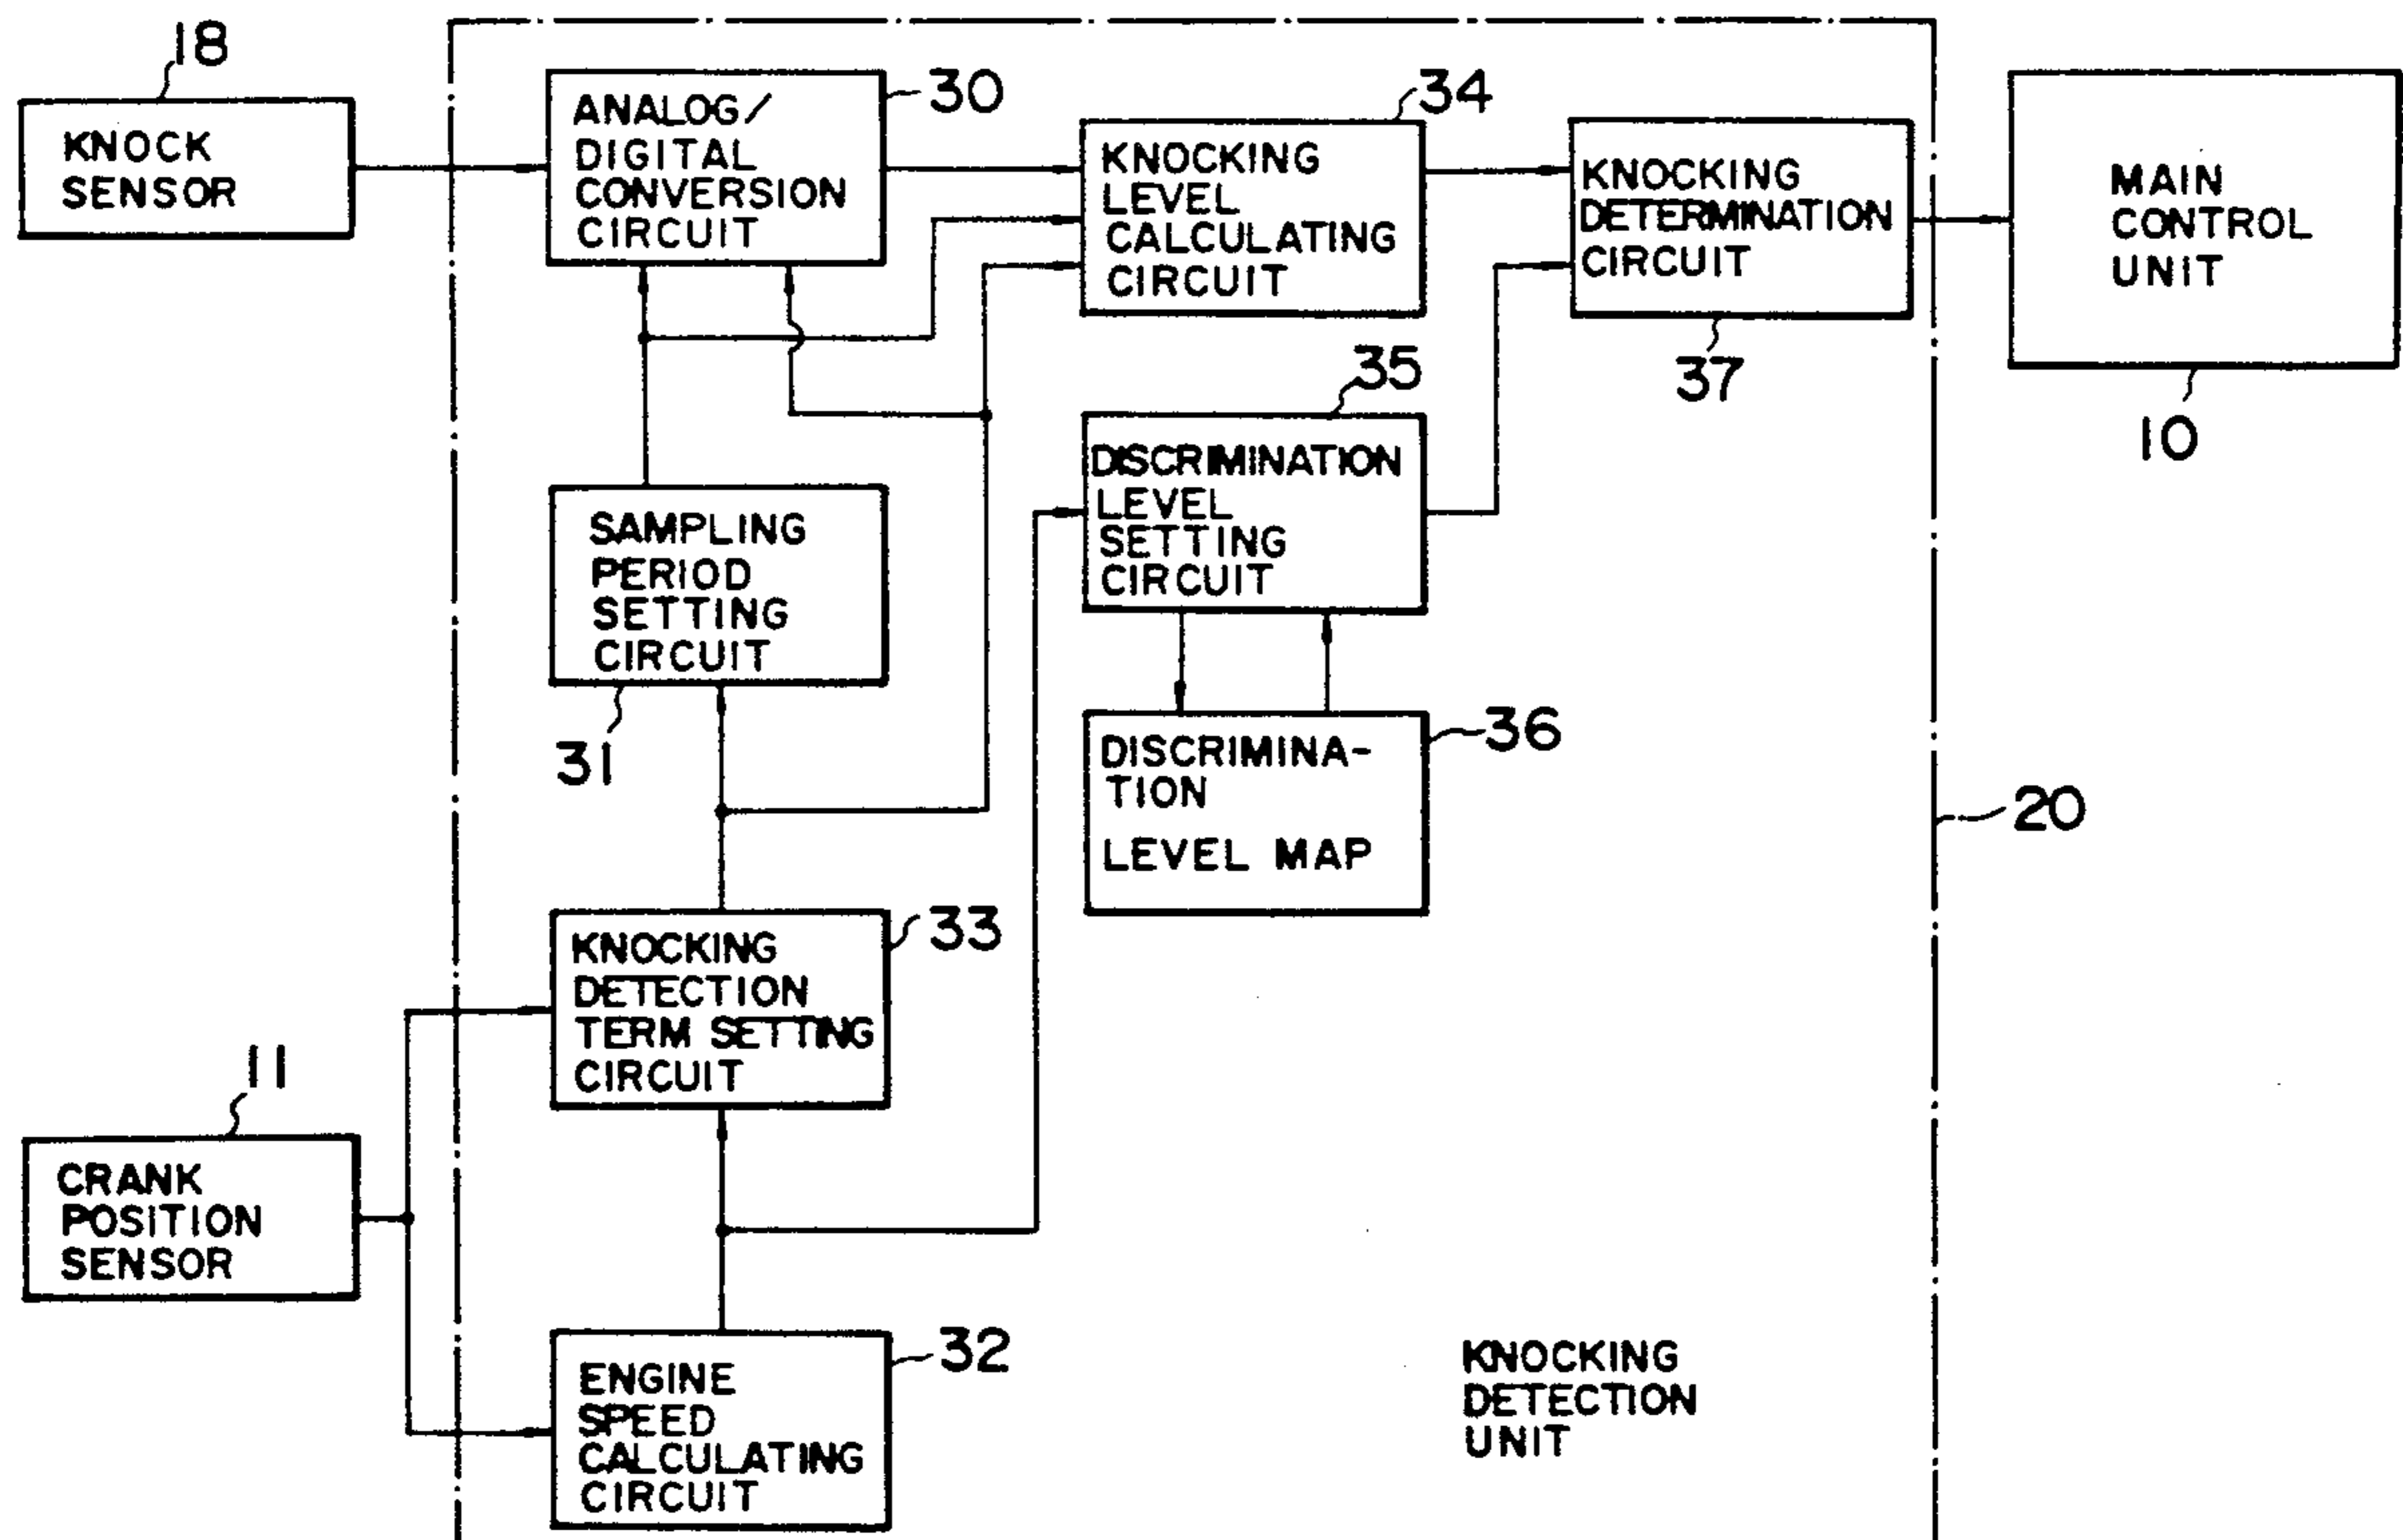 18
KNOCK
SENSOR
30
ANALOG/
DIGITAL
CONVERSION
CIRCUIT
34
KNOCKING
LEVEL
CALCULATING
CIRCUIT
KNOCKING
DETERMINATION
CIRCUIT
37
MAIN
CONTROL
UNIT
10
SAMPLING
PERIOD
SETTING
CIRCUIT
31
35
DISCRIMINATION
LEVEL
SETTING
CIRCUIT
36
DISCRIMINA-
TION
LEVEL MAP
20
33
KNOCKING
DETECTION
TERM SETTING
CIRCUIT
11
CRANK
POSITION
SENSOR
32
ENGINE
SPEED
CALCULATING
CIRCUIT
KNOCKING
DETECTION
UNIT